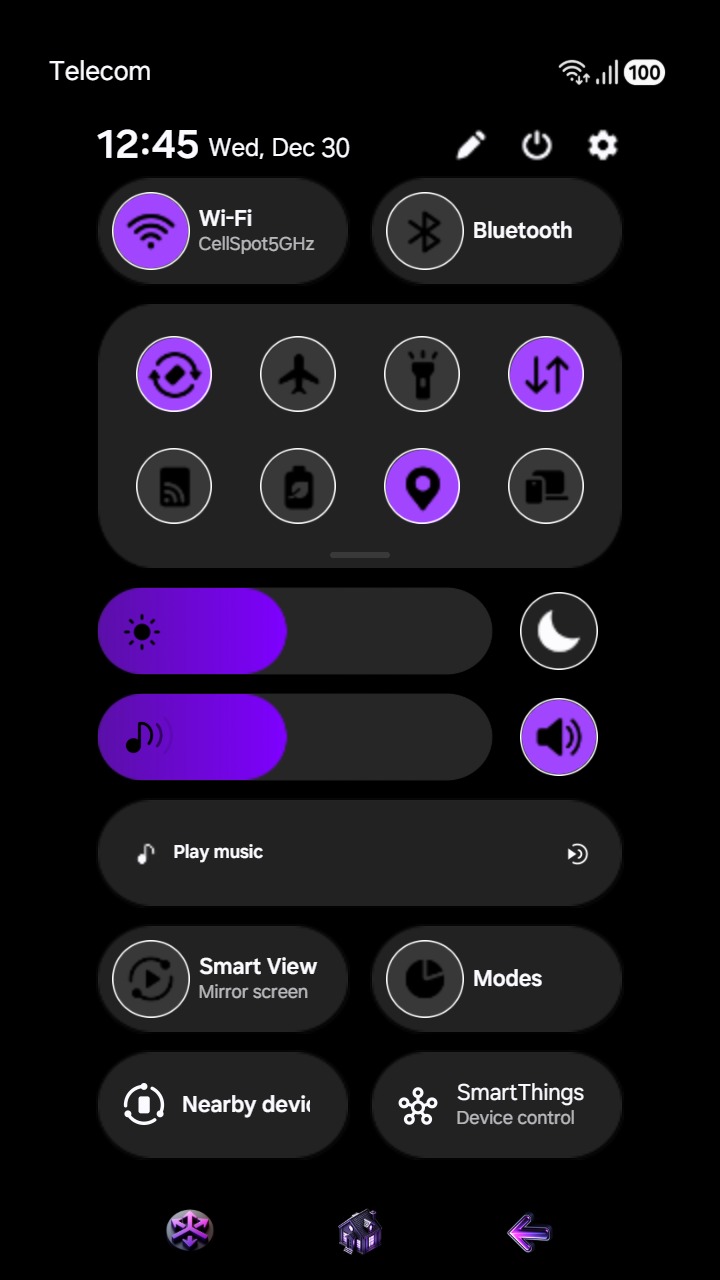 Telecom
100
12:45 Wed, Dec 30
Wi-Fi
CellSpot5GHz
Bluetooth
Play music
Smart View
Mirror screen
Modes
Nearby devi
SmartThings
Device control